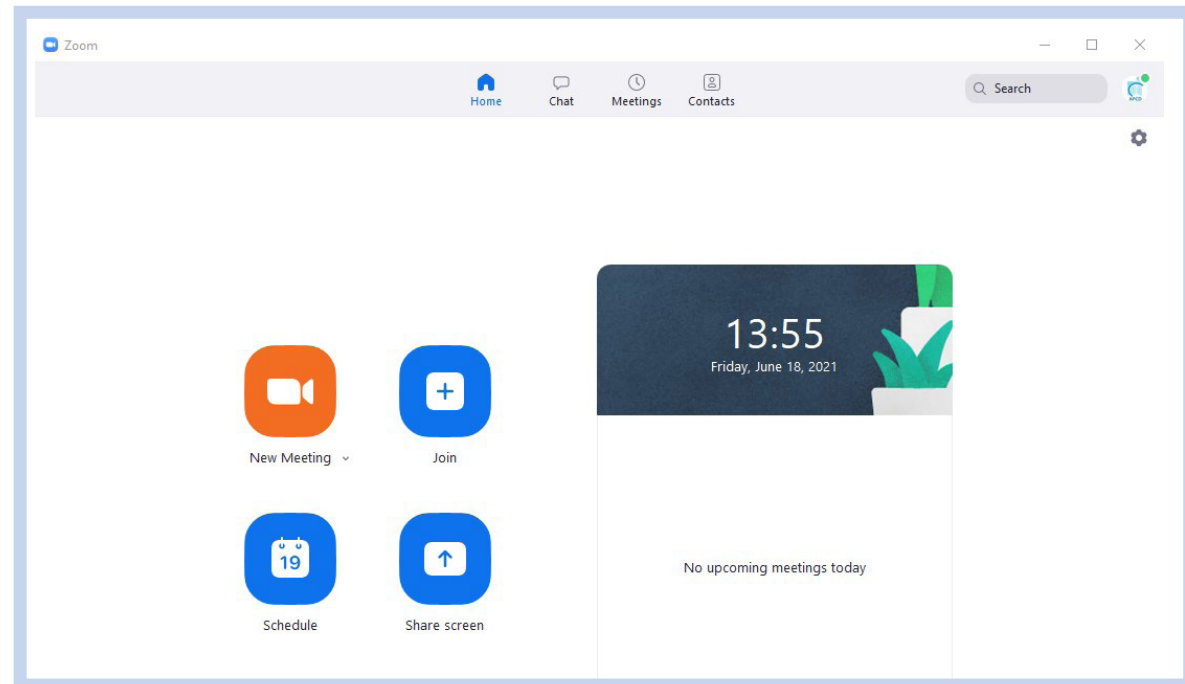 Zoom
Home
Chat
Meetings
Contacts
Search
13:55
Friday, June 18, 2021
New Meeting
Join
19
Schedule
Share screen
No upcoming meetings today